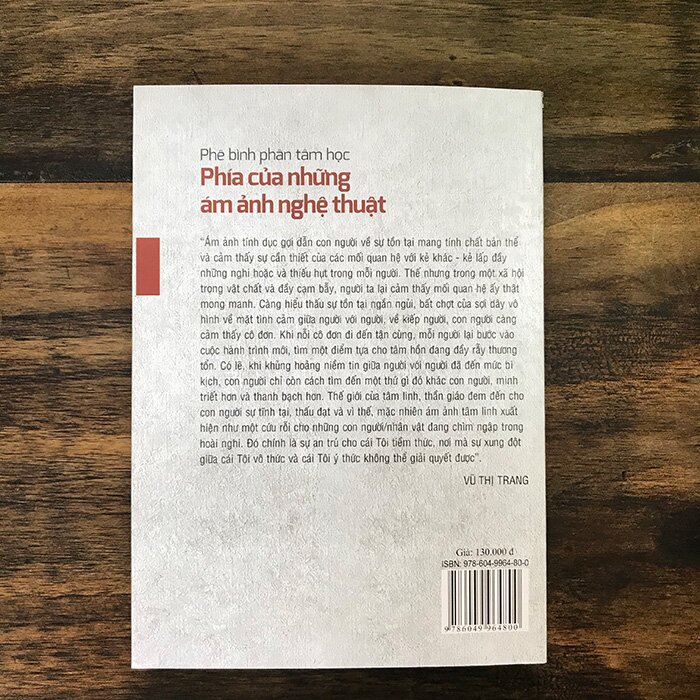 Phê bình phân tâm học
Phía của những
ám ảnh nghệ thuật
“Ám ảnh tính dục gợi dẫn con người về sự tồn tại mang tính chất bản thể
và cảm thấy sự cần thiết của các mối quan hệ với kẻ khác - kẻ lấp đầy
những nghi hoặc và thiếu hụt trong mỗi người. Thế nhưng trong một xã hội
trọng vật chất và đầy cạm bẫy, người ta lại cảm thấy mối quan hệ ấy thật
mong manh. Càng hiểu thấu sự tồn tại ngắn ngủi, bất chợt của sợi dây vô
hình về mặt tình cảm giữa người với người, về kiếp người, con người càng
cảm thấy cô đơn. Khi nỗi cô đơn đi đến tận cùng, mỗi người lại bước vào
cuộc hành trình mới, tìm một điểm tựa cho tâm hồn đang đầy rẫy thương
tổn. Có lẽ, khi khủng hoảng niềm tin giữa người với người đã đến mức bi
kịch, con người chỉ còn cách tìm đến một thứ gì đó khác con người, minh
triết hơn và thanh bạch hơn. Thế giới của tâm linh, thần giáo đem đến cho
con người sự tĩnh tại, thấu đạt và vì thế, mặc nhiên ám ảnh tâm linh xuất
hiện như một cứu rỗi cho những con người/nhân vật đang chìm ngập trong
hoài nghi. Đó chính là sự an trú cho cái Tôi tiềm thức, nơi mà sự xung đột
giữa cái Tôi vô thức và cái Tôi ý thức không thể giải quyết được”.
VŨ THỊ TRANG
Giá: 130.000 đ
ISBN: 978-604-9964-80-0
9 786049 964800